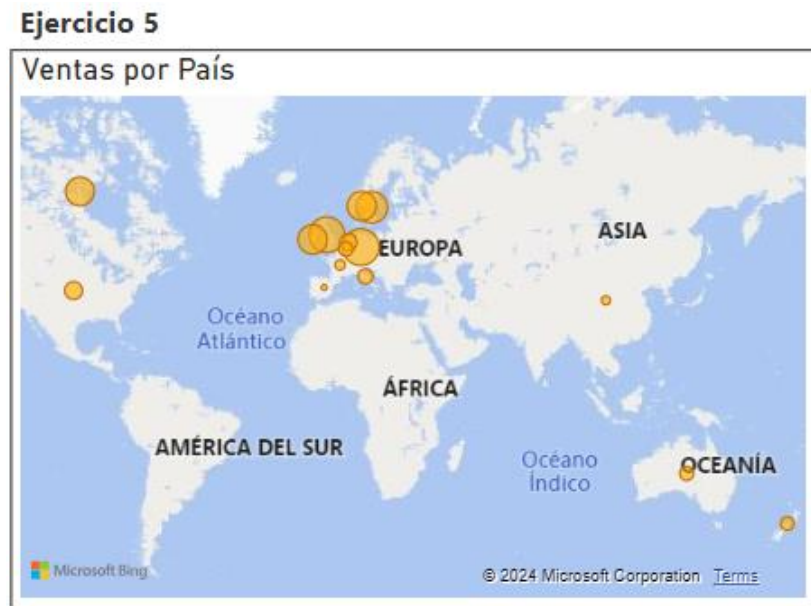 Ejercicio 5
Ventas por País
ASIA
EUROPA
Océano
Atlántico
ÁFRICA
AMÉRICA DEL SUR
Océano
Índico
OCEANÍA
Microsoft Bing
© 2024 Microsoft Corporation Terms